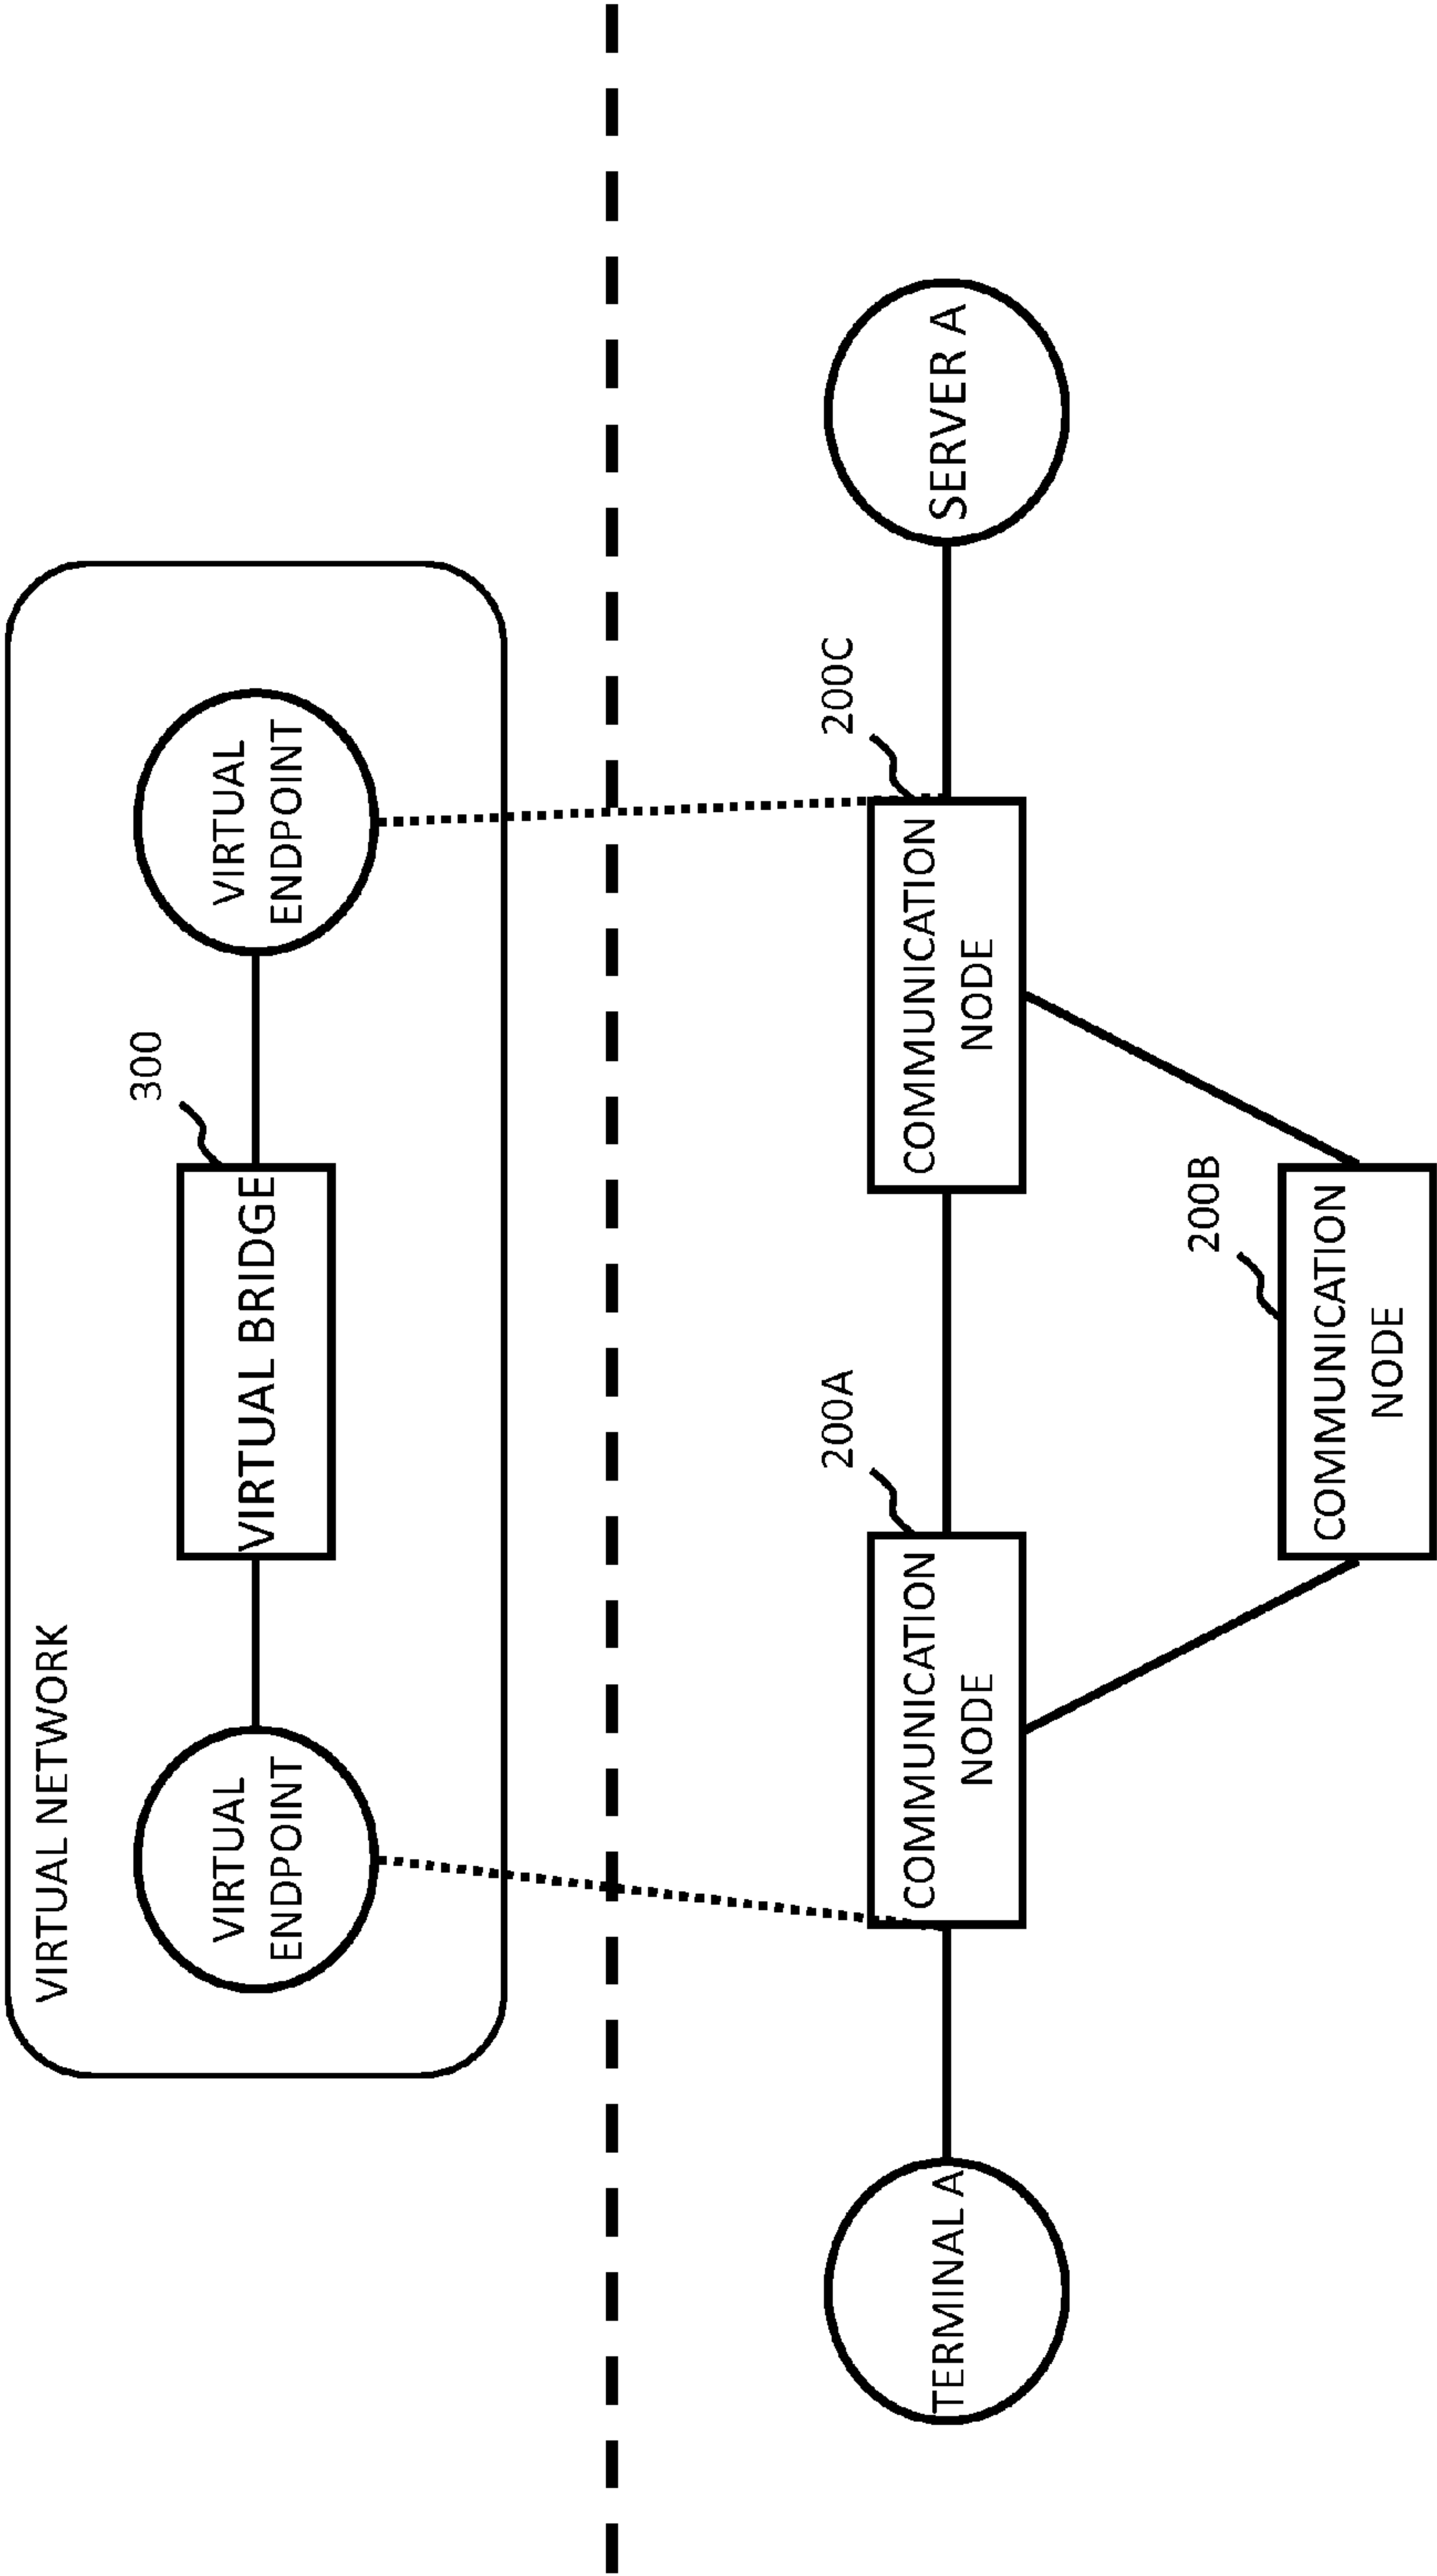 VIRTUAL NETWORK
VIRTUAL
ENDPOINT
VIRTUAL BRIDGE
300
VIRTUAL
ENDPOINT
TERMINAL A
COMMUNICATION
NODE
200A
COMMUNICATION
NODE
200C
SERVER A
COMMUNICATION
NODE
200B